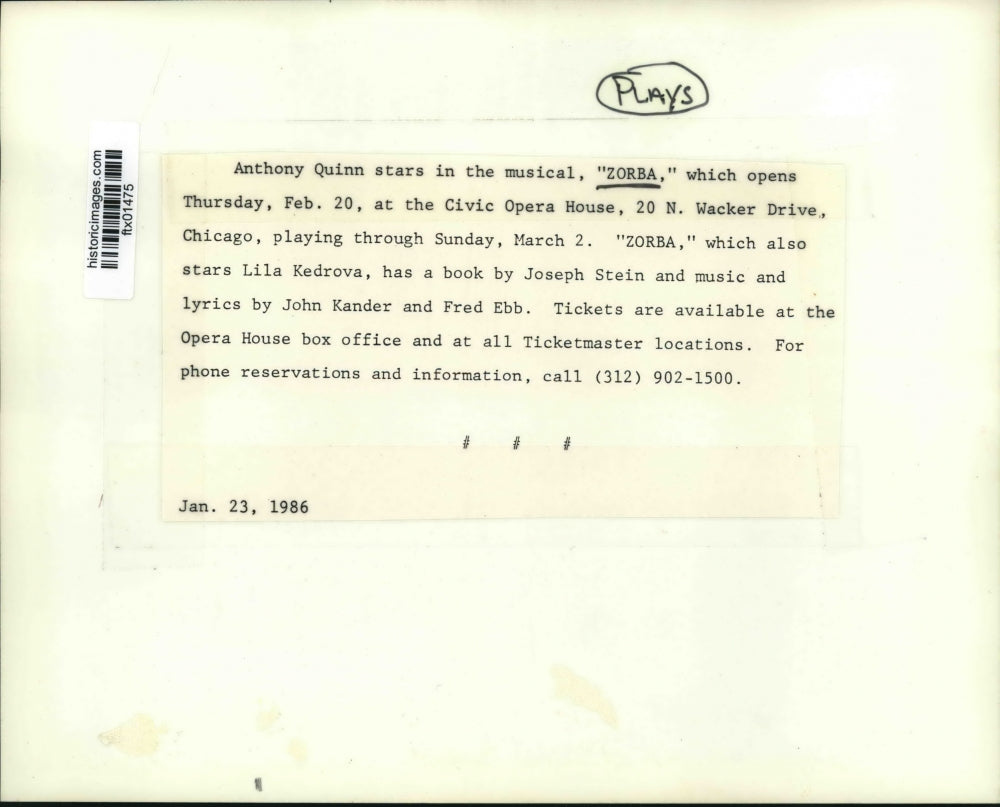 PLAYS
historicimages.com
ftx01475
Anthony Quinn stars in the musical, "ZORBA," which opens
Thursday, Feb. 20, at the Civic Opera House, 20 N. Wacker Drive,
Chicago, playing through Sunday, March 2.  "ZORBA," which also
stars Lila Kedrova, has a book by Joseph Stein and music and
lyrics by John Kander and Fred Ebb.  Tickets are available at the
Opera House box office and at all Ticketmaster locations.  For
phone reservations and information, call (312) 902-1500.
# # #
Jan. 23, 1986